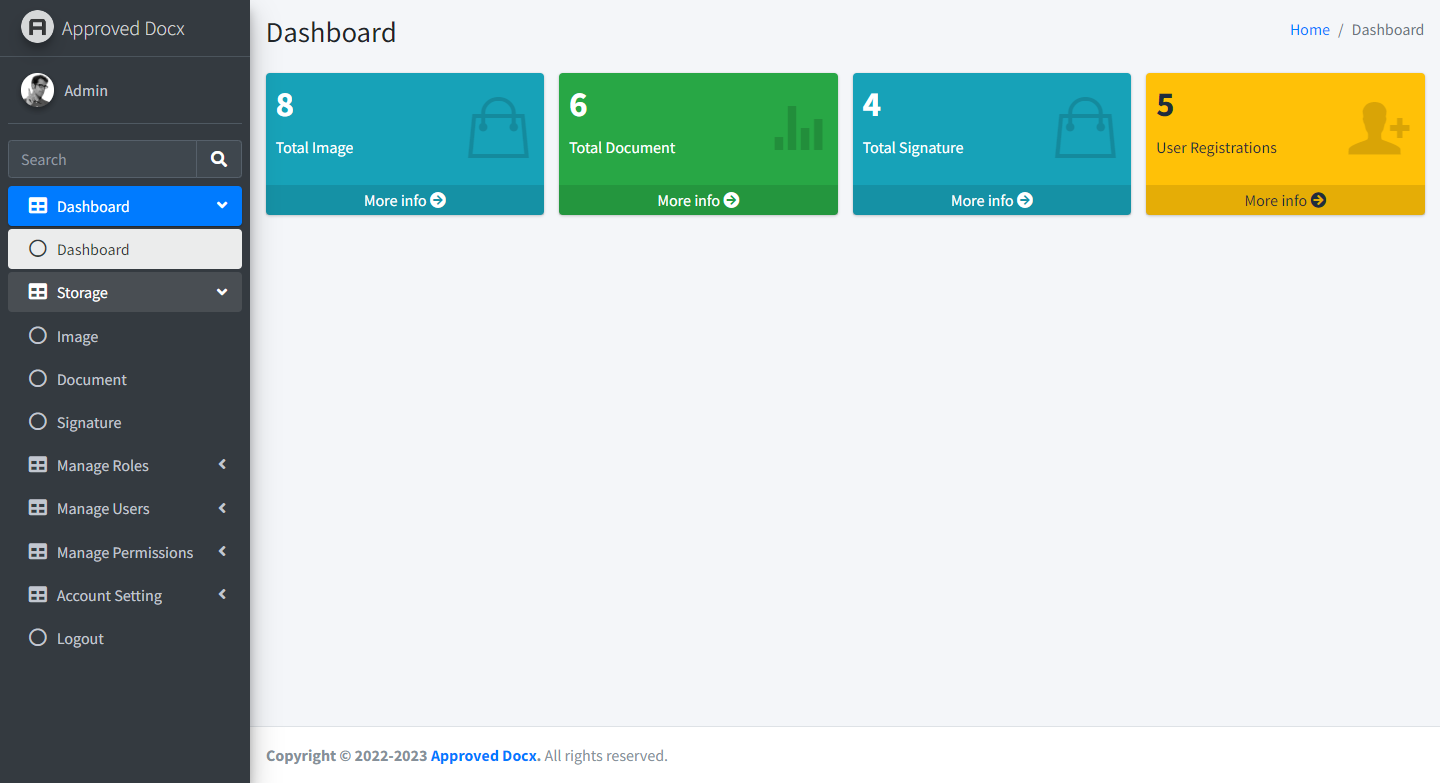 Approved Docx
Admin
Search
Dashboard
Dashboard
Storage
Image
Document
Signature
Manage Roles
Manage Users
Manage Permissions
Account Setting
Logout
Dashboard
Home / Dashboard
8
Total Image
More info
6
Total Document
More info
4
Total Signature
More info
5
User Registrations
More info
Copyright © 2022-2023 Approved Docx. All rights reserved.